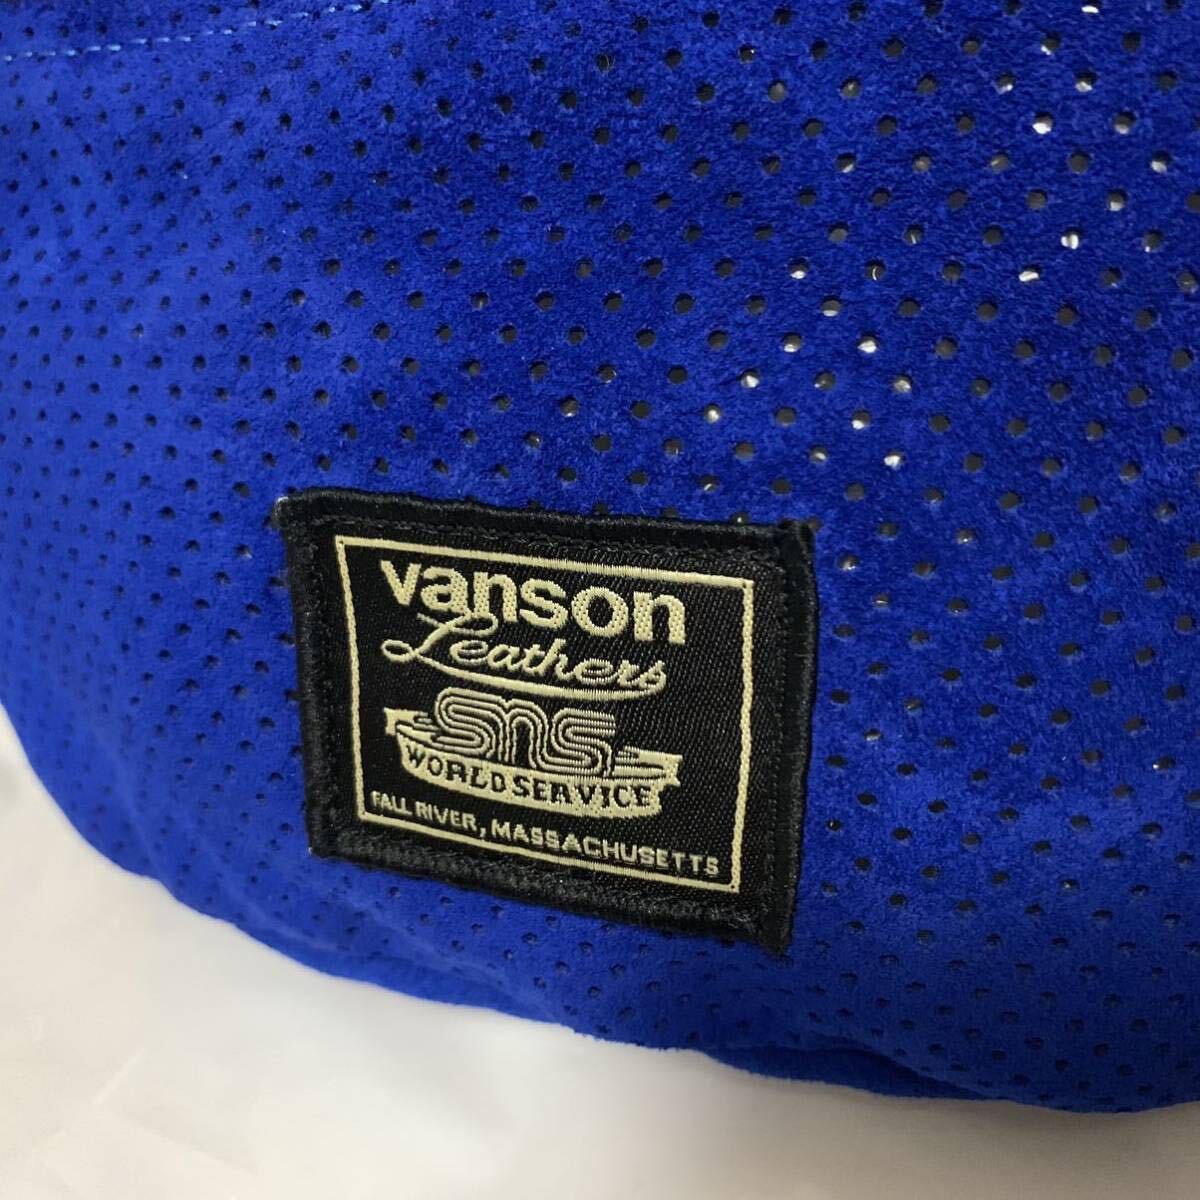 vanson
Leathers
sns
WORLD SERVICE
FALL RIVER, MASSACHUSETTS